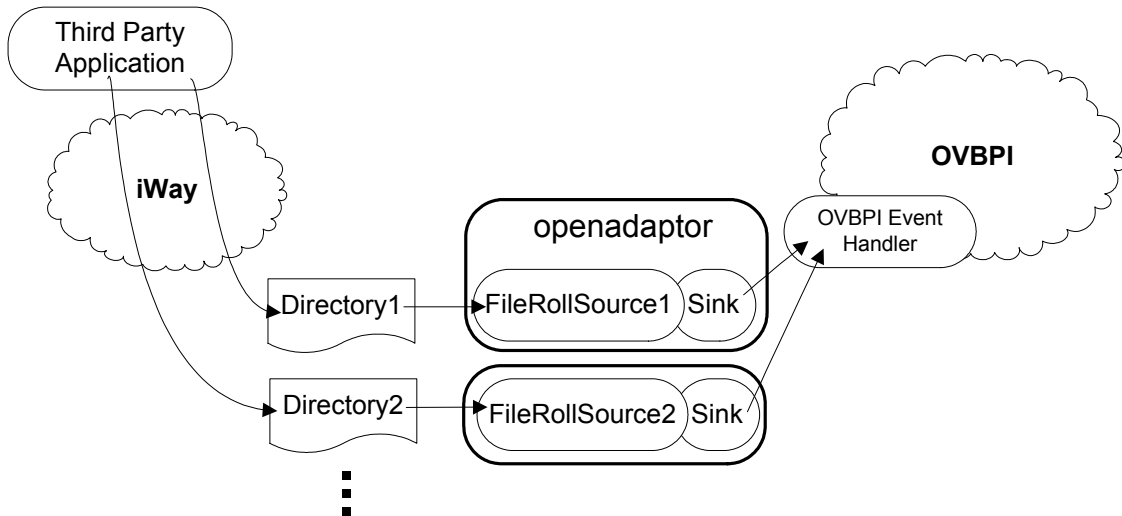 Third Party
Application
iWay
OVBPI
OVBPI Event
Handler
openadaptor
Directory1
FileRollSource1
Sink
Directory2
FileRollSource2
Sink